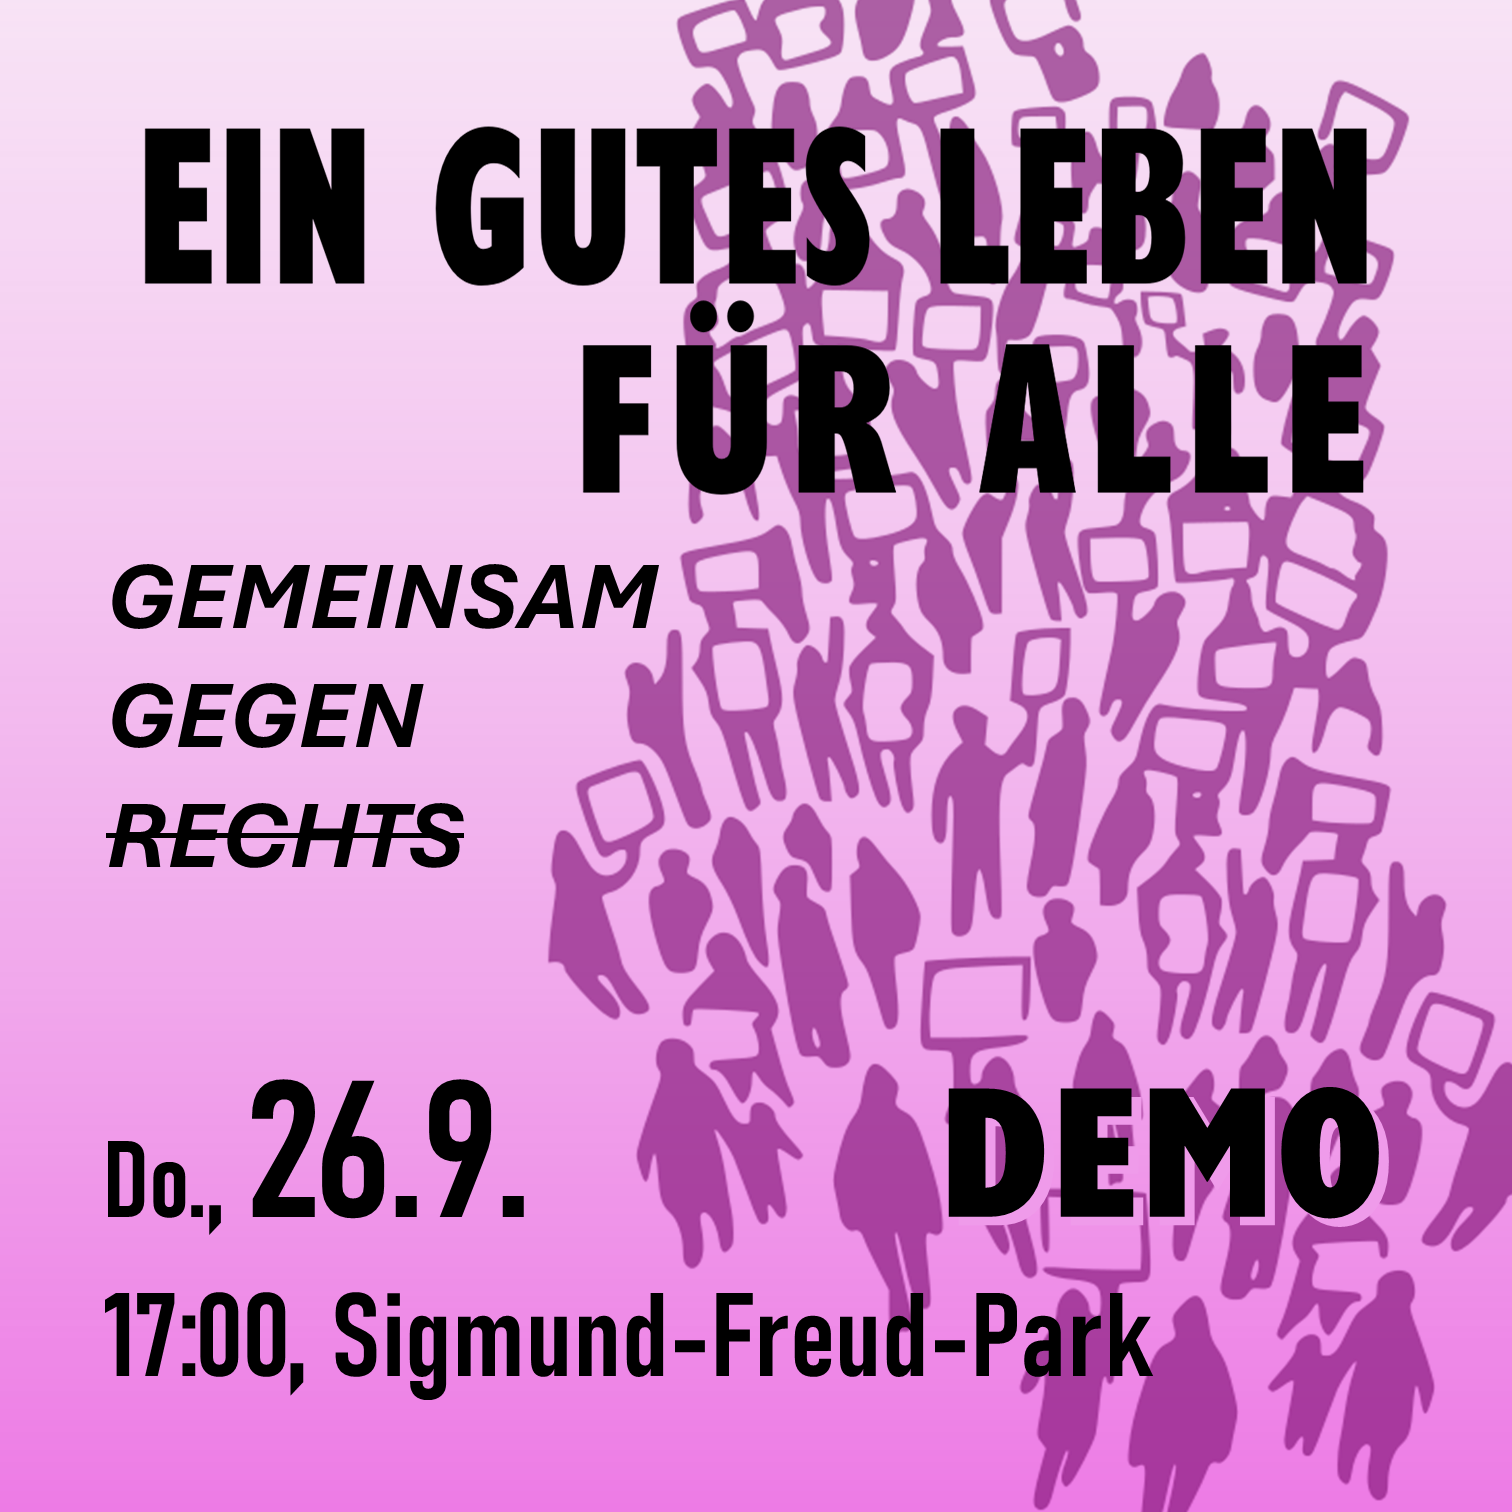 EIN GUTES LEBEN
FÜR ALLE
GEMEINSAM
GEGEN
RECHTS
Do., 26.9.
DEMO
17:00, Sigmund-Freud-Park